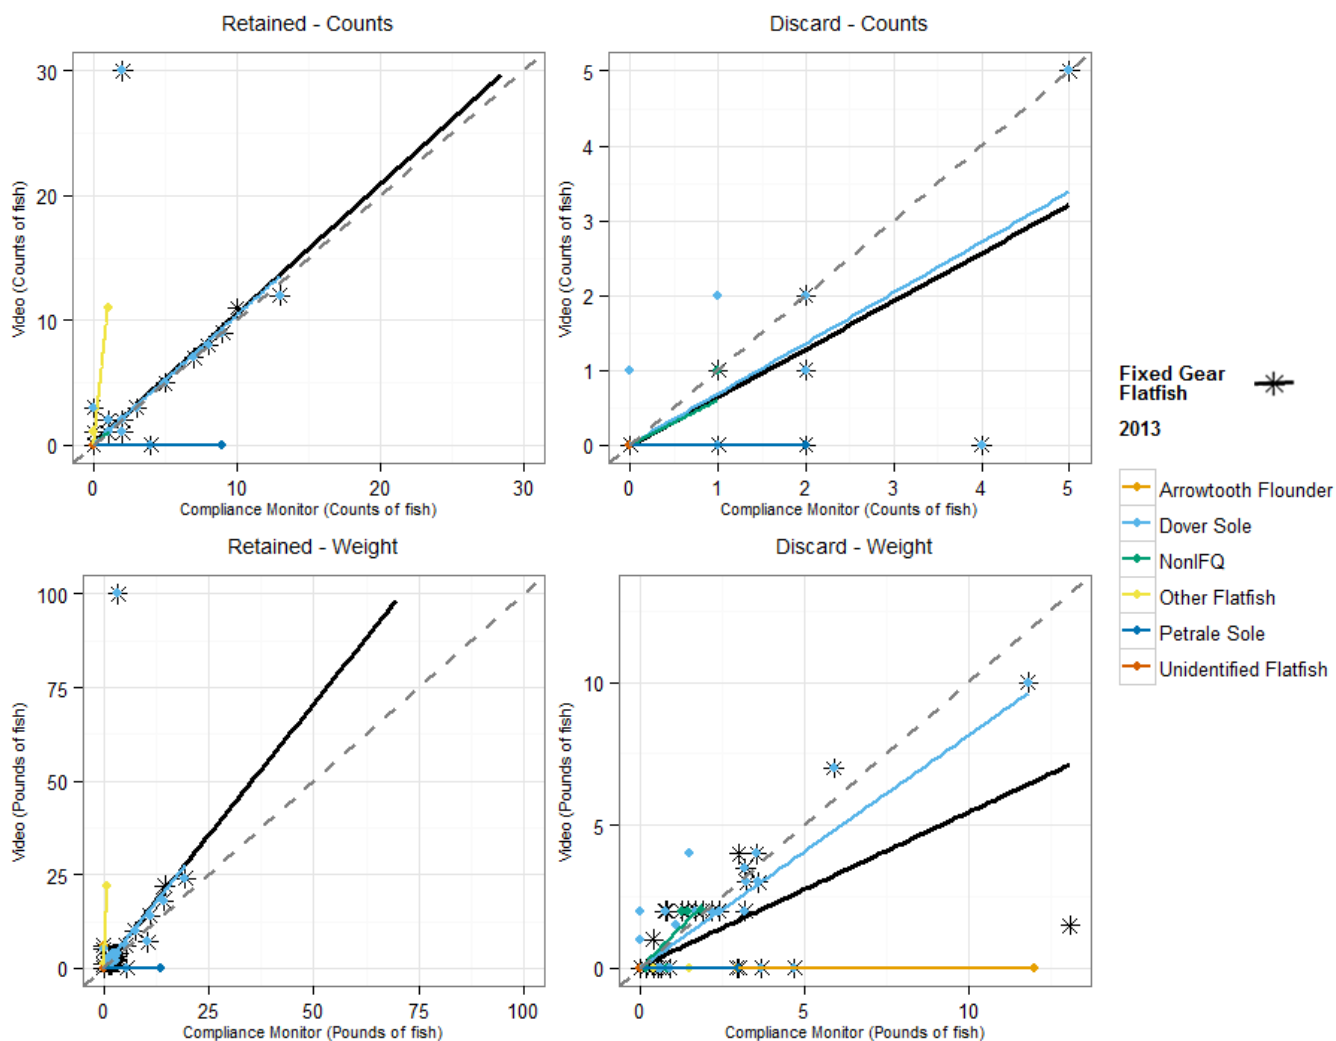 Retained - Counts
Discard - Counts
Video (Counts of fish)
30
20
10
0
0
10
20
30
Compliance Monitor (Counts of fish)
Video (Counts of fish)
5
4
3
2
1
0
0
1
2
3
4
5
Compliance Monitor (Counts of fish)
Retained - Weight
Discard - Weight
Video (Pounds of fish)
100
75
50
25
0
0
25
50
75
100
Compliance Monitor (Pounds of fish)
Video (Pounds of fish)
10
5
0
0
5
10
Compliance Monitor (Pounds of fish)
Fixed Gear
Flatfish
2013
Arrowtooth Flounder
Dover Sole
NonIFQ
Other Flatfish
Petrale Sole
Unidentified Flatfish